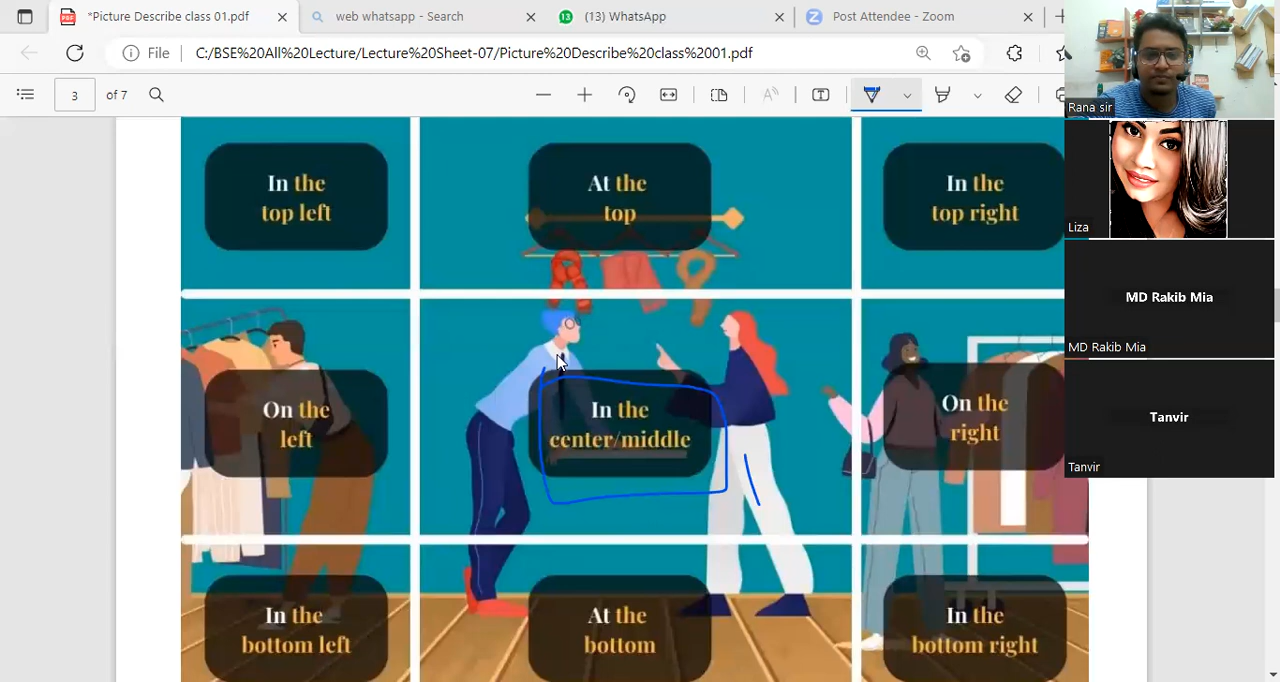 *Picture Describe class 01.pdf
web whatsapp - Search
13
(13) WhatsApp
Post Attendee - Zoom
File
C:/BSE%20All%20Lecture/Lecture%20Sheet-07/Picture%20Describe%20class%2001.pdf
3
of 7
In the
top left
At the
top
In the
top right
On the
left
In the
center/middle
On the
right
In the
bottom left
At the
bottom
In the
bottom right
Rana sir
Liza
MD Rakib Mia
MD Rakib Mia
Tanvir
Tanvir